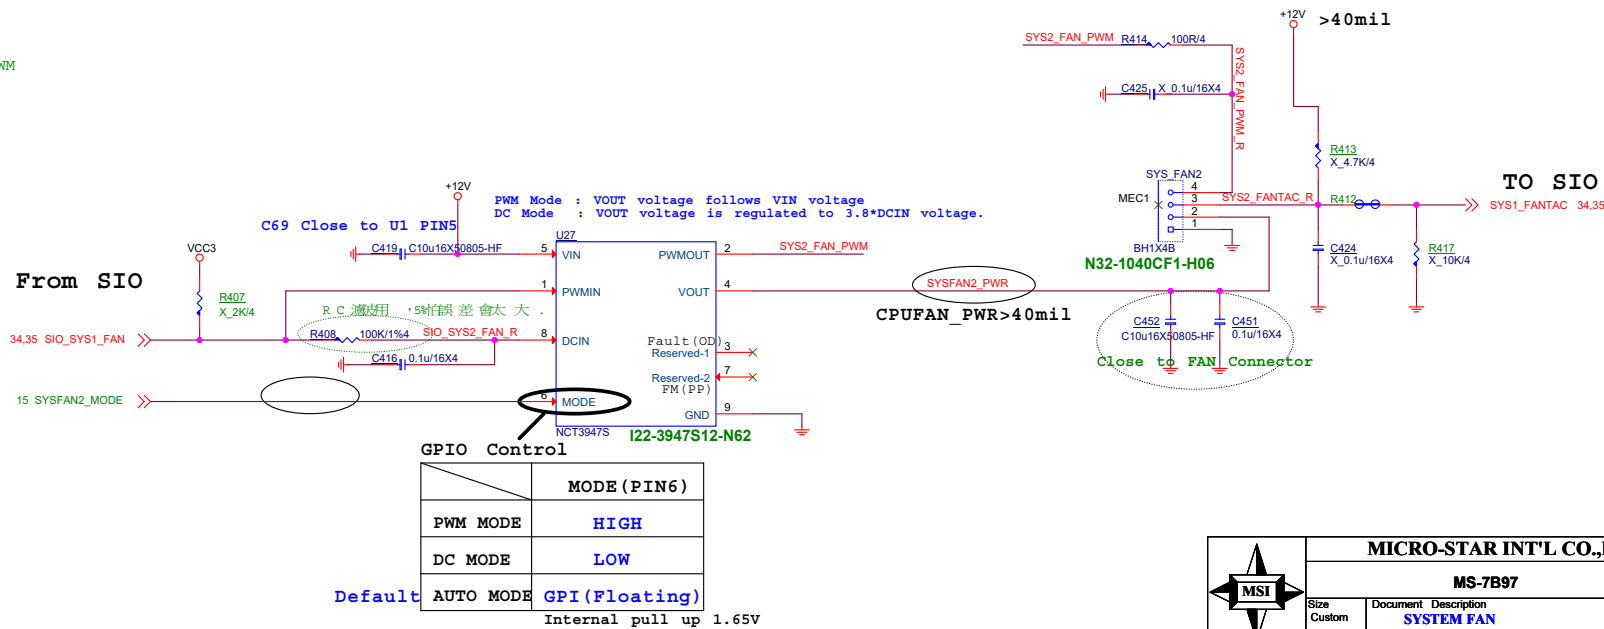 +12V
>40mil
SYS2_FAN_PWM
R414
100R/4
WM
SYS2_FAN_PWM_R
C425
X_0.1u/16X4
R413
X_4.7K/4
SYS_FAN2
MEC1
4
3
2
1
SYS2_FANTAC_R
R412
TO SIO
SYS1_FANTAC 34,35
BH1X4B
N32-1040CF1-H06
C424
X_0.1u/16X4
R417
X_10K/4
+12V
PWM Mode : VOUT voltage follows VIN voltage
DC Mode : VOUT voltage is regulated to 3.8*DCIN voltage.
C69 Close to U1 PIN5
U27
VCC3
C419
C10u16X50805-HF
5
VIN
PWMOUT
2
SYS2_FAN_PWM
From SIO
R407
X_2K/4
1
PWMIN
VOUT
4
SYSFAN2_PWR
CPUFAN_PWR>40mil
34,35 SIO_SYS1_FAN
R408
100K/1%4
SIO_SYS2_FAN_R
8
DCIN
Fault(OD)
3
Reserved-1
C416
0.1u/16X4
Reserved-2
7
FM(PP)
C452
C10u16X50805-HF
C451
0.1u/16X4
Close to FAN Connector
15 SYSFAN2_MODE
6
MODE
GND
9
NCT3947S
I22-3947S12-N62
GPIO Control
MODE(PIN6)
PWM MODE
HIGH
DC MODE
LOW
Default
AUTO MODE
GPI(Floating)
Internal pull up 1.65V
MSI
MICRO-STAR INT'L CO.,
MS-7B97
Size
Custom
Document Description
SYSTEM FAN